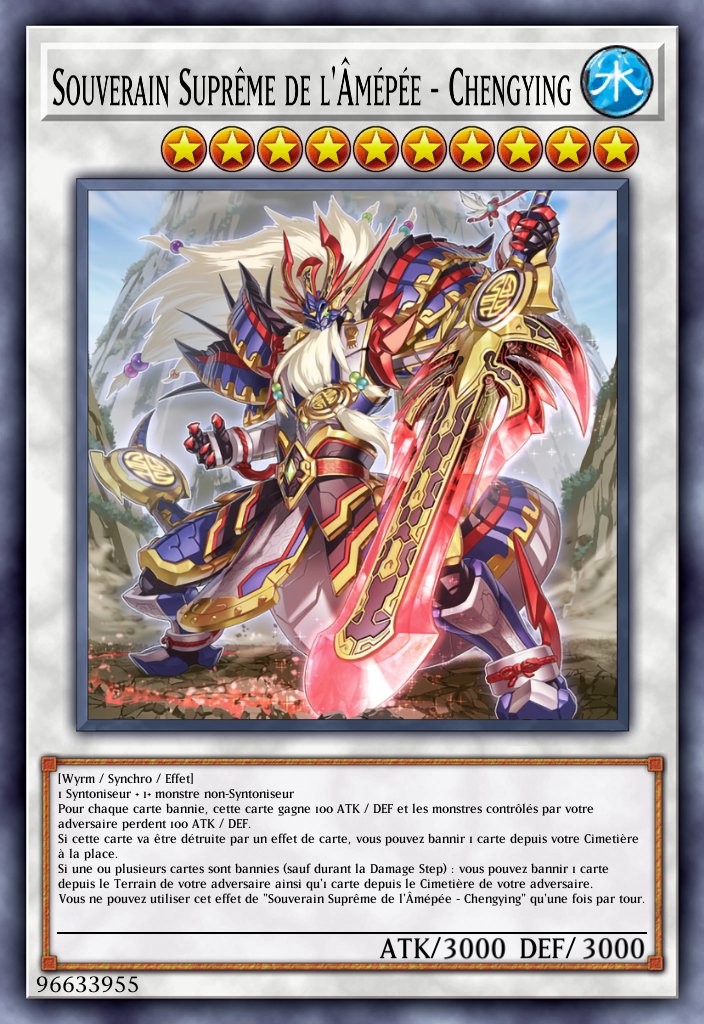 Souverain Suprême de l'Âmépée - Chengying
水
[Wyrm / Synchro / Effet]
1 Syntoniseur + 1+ monstre non-Syntoniseur
Pour chaque carte bannie, cette carte gagne 100 ATK / DEF et les monstres contrôlés par votre
adversaire perdent 100 ATK / DEF.
Si cette carte va être détruite par un effet de carte, vous pouvez bannir 1 carte depuis votre Cimetière
à la place.
Si une ou plusieurs cartes sont bannies (sauf durant la Damage Step) : vous pouvez bannir 1 carte
depuis le Terrain de votre adversaire ainsi qu'1 carte depuis le Cimetière de votre adversaire.
Vous ne pouvez utiliser cet effet de "Souverain Suprême de l'Âmépée - Chengying" qu'une fois par tour.
ATK/3000 DEF/3000
96633955